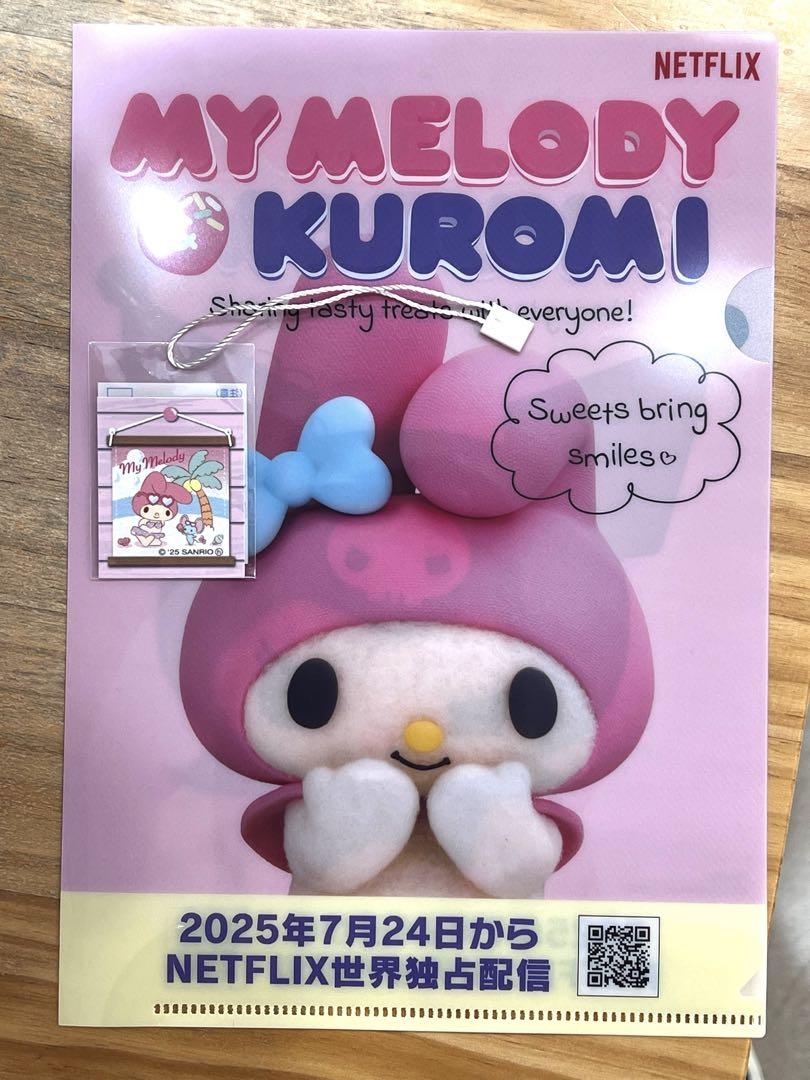 NETFLIX
MY MELODY
KUROMI
Sharing tasty treats with everyone!
Sweets bring
smiles♡
My Melody
© '25 SANRIO ⓗ
2025年7月24日から
NETFLIX世界独占配信